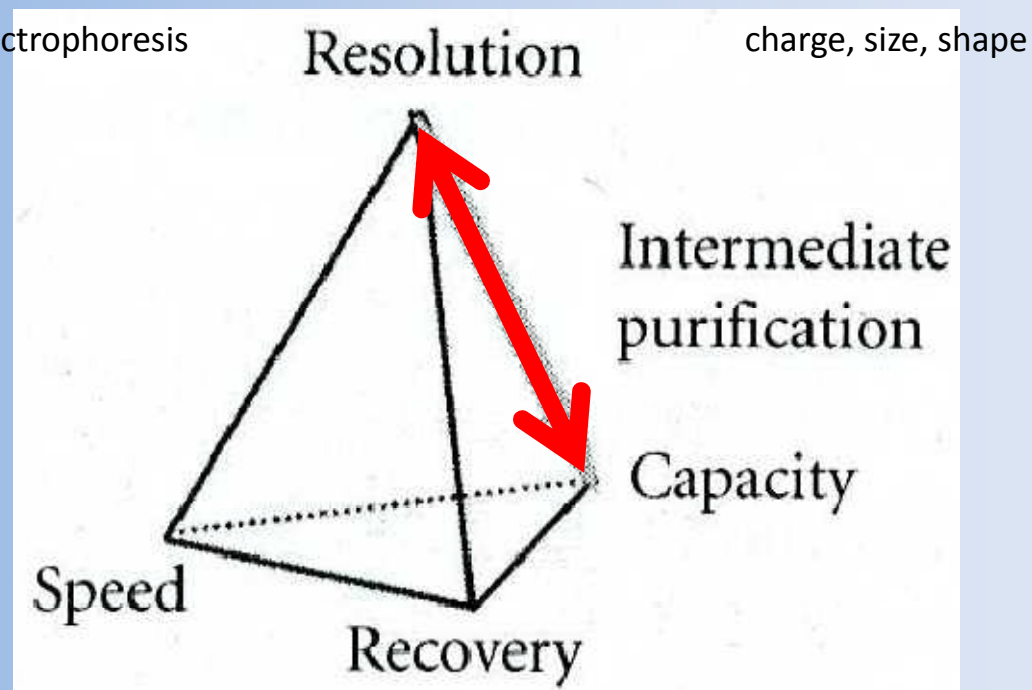 ctrophoresis
charge, size, shape
Resolution
Intermediate
purification
Capacity
Speed
Recovery